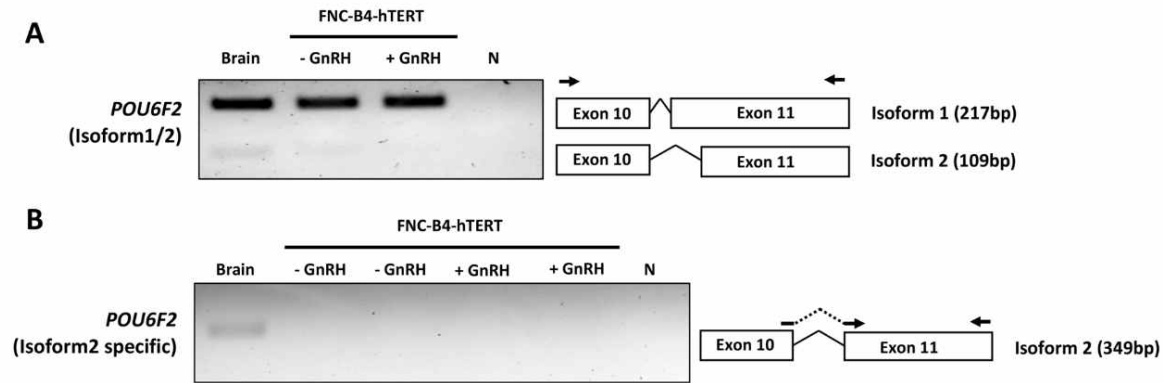 A
FNC-B4-hTERT
Brain - GnRH + GnRH N
POU6F2
(Isoform1/2)
Exon 10 Exon 11 Isoform 1 (217bp)
Exon 10 Exon 11 Isoform 2 (109bp)
B
FNC-B4-hTERT
Brain - GnRH - GnRH + GnRH + GnRH N
POU6F2
(Isoform2 specific)
Exon 10 Exon 11 Isoform 2 (349bp)